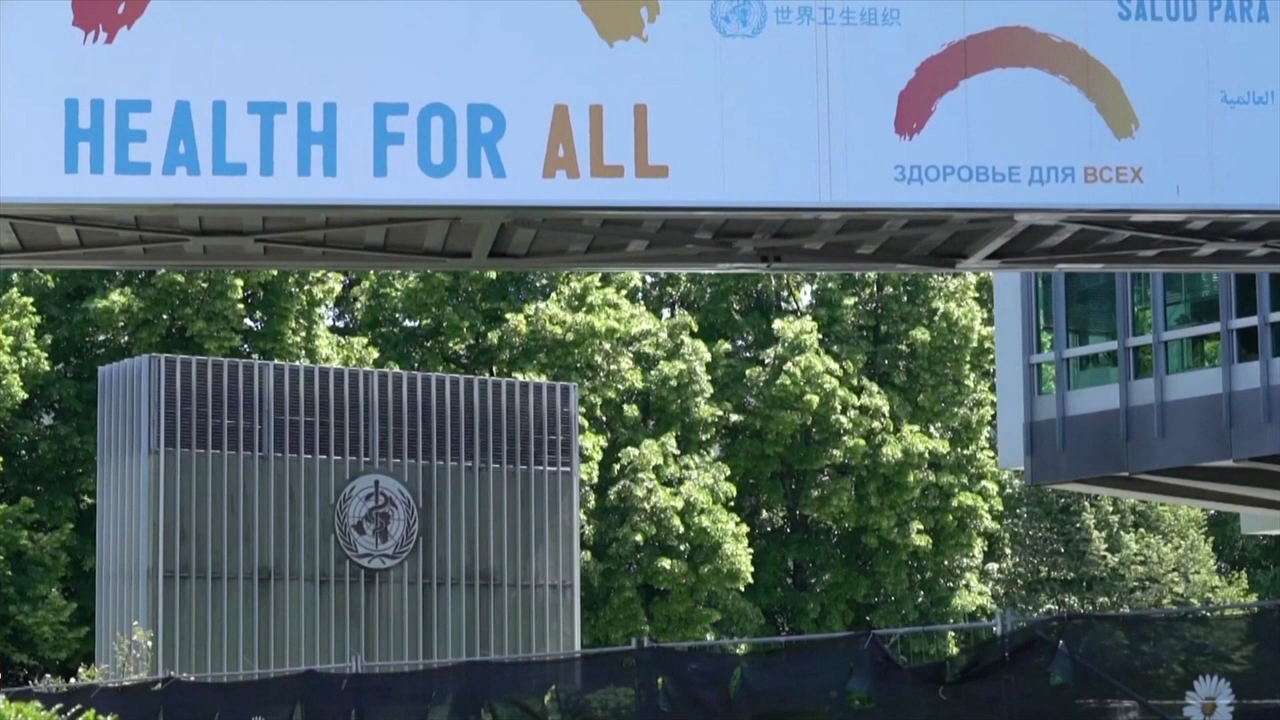 HEALTH FOR ALL
世界卫生组织
ЗДОРОВЬЕ ДЛЯ ВСЕХ
SALUD PARA
العالمية